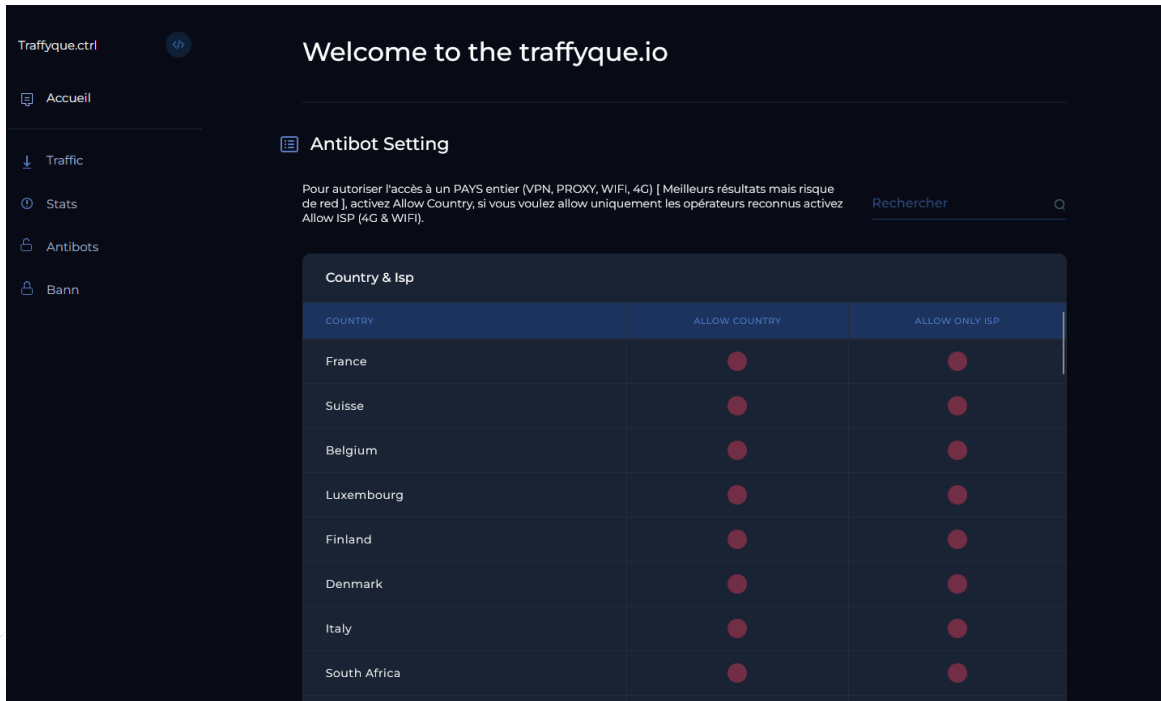 Traffyque.ctrl
</>
Welcome to the traffyque.io
Accueil
Traffic
Stats
Antibots
Bann
Antibot Setting
Pour autoriser l'accès à un PAYS entier (VPN, PROXY, WIFI, 4G) [ Meilleurs résultats mais risque
de red ], activez Allow Country, si vous voulez allow uniquement les opérateurs reconnus activez
Allow ISP (4G & WIFI).
Rechercher
Country & Isp
COUNTRY ALLOW COUNTRY ALLOW ONLY ISP
France
Suisse
Belgium
Luxembourg
Finland
Denmark
Italy
South Africa